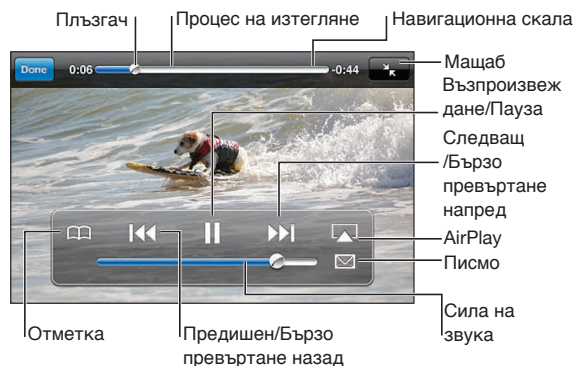 Плъзгач
Процес на изтегляне
Навигационна скала
Done
0:06
-0:44
Мащаб
Възпроизвеж
дане/Пауза
Следващ
/Бързо
превъртане
напред
AirPlay
Писмо
Сила на
звука
Отметка
Предишен/Бързо
превъртане назад